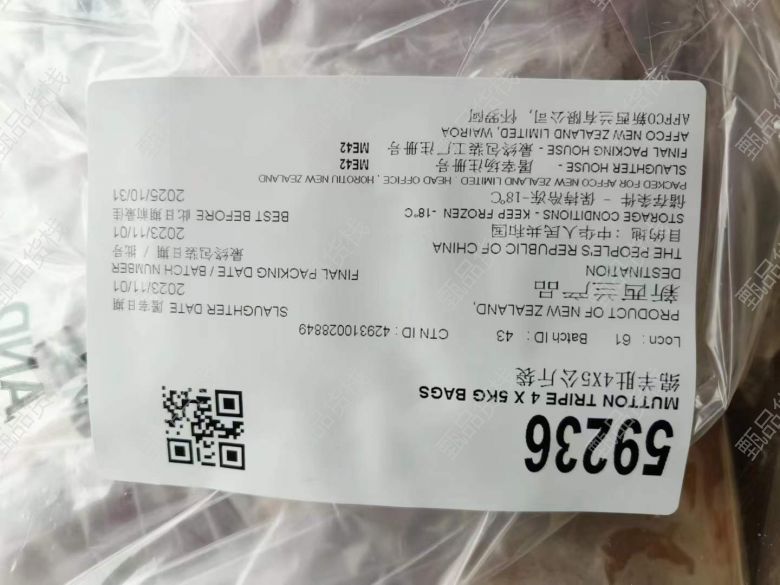 59236
MUTTON TRIPE 4 X 5KG BAGS
绵羊肚4X5公斤袋
Locn: 61 Batch ID: 43 CTN ID: 4293100028849
PRODUCT OF NEW ZEALAND,
新西兰产品
SLAUGHTER DATE 屠宰日期
2023/11/01
DESTINATION
THE PEOPLE'S REPUBLIC OF CHINA
目的地：中华人民共和国
FINAL PACKING DATE / BATCH NUMBER
最终包装日期 / 批号
2023/11/01
STORAGE CONDITIONS - KEEP FROZEN -18°C
储存条件 - 保持冷冻-18°C
BEST BEFORE 此日期前最佳
2025/10/31
PACKED FOR AFFCO NEW ZEALAND LIMITED. HEAD OFFICE, HOROTIU NEW ZEALAND
SLAUGHTER HOUSE - 屠宰场注册号 ME42
FINAL PACKING HOUSE - 最终包装工厂注册号 ME42
AFFCO NEW ZEALAND LIMITED, WAIROA
AFFCO新西兰有限公司, 怀罗阿
甄品货栈